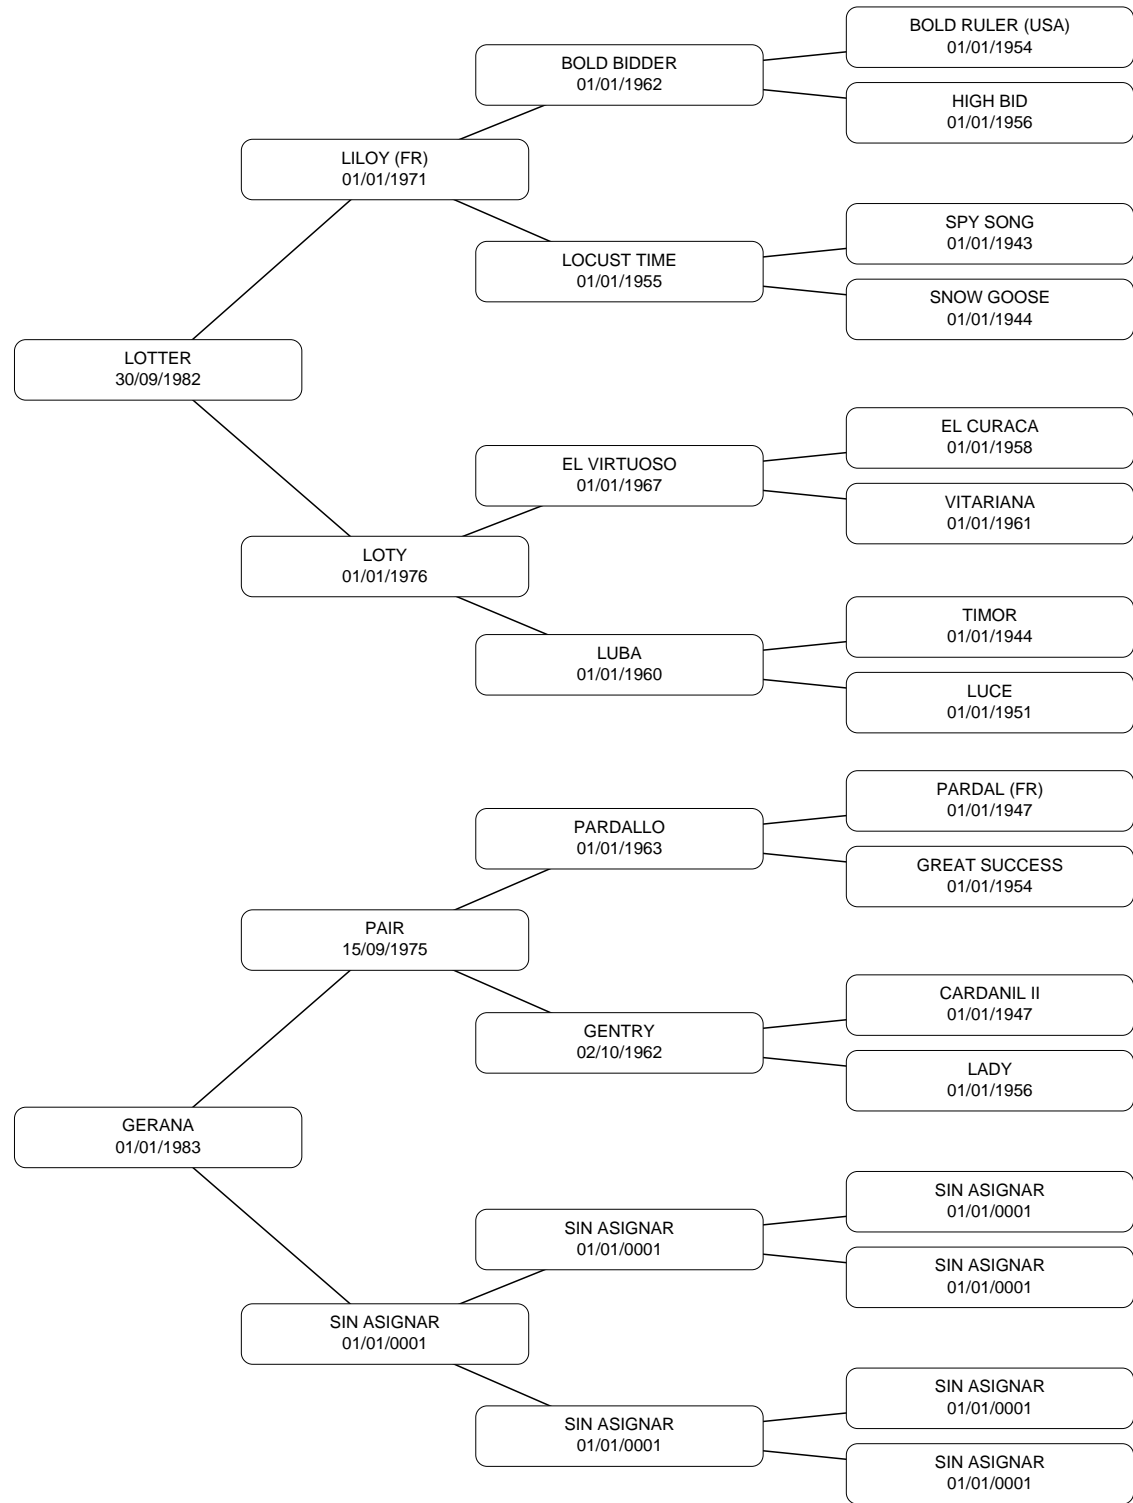 BOLD RULER (USA)
01/01/1954
BOLD BIDDER
01/01/1962
HIGH BID
01/01/1956
LILOY (FR)
01/01/1971
SPY SONG
01/01/1943
LOCUST TIME
01/01/1955
SNOW GOOSE
01/01/1944
LOTTER
30/09/1982
EL CURACA
01/01/1958
EL VIRTUOSO
01/01/1967
VITARIANA
01/01/1961
LOTY
01/01/1976
TIMOR
01/01/1944
LUBA
01/01/1960
LUCE
01/01/1951
PARDAL (FR)
01/01/1947
PARDALLO
01/01/1963
GREAT SUCCESS
01/01/1954
PAIR
15/09/1975
CARDANIL II
01/01/1947
GENTRY
02/10/1962
LADY
01/01/1956
GERANA
01/01/1983
SIN ASIGNAR
01/01/0001
SIN ASIGNAR
01/01/0001
SIN ASIGNAR
01/01/0001
SIN ASIGNAR
01/01/0001
SIN ASIGNAR
01/01/0001
SIN ASIGNAR
01/01/0001
SIN ASIGNAR
01/01/0001